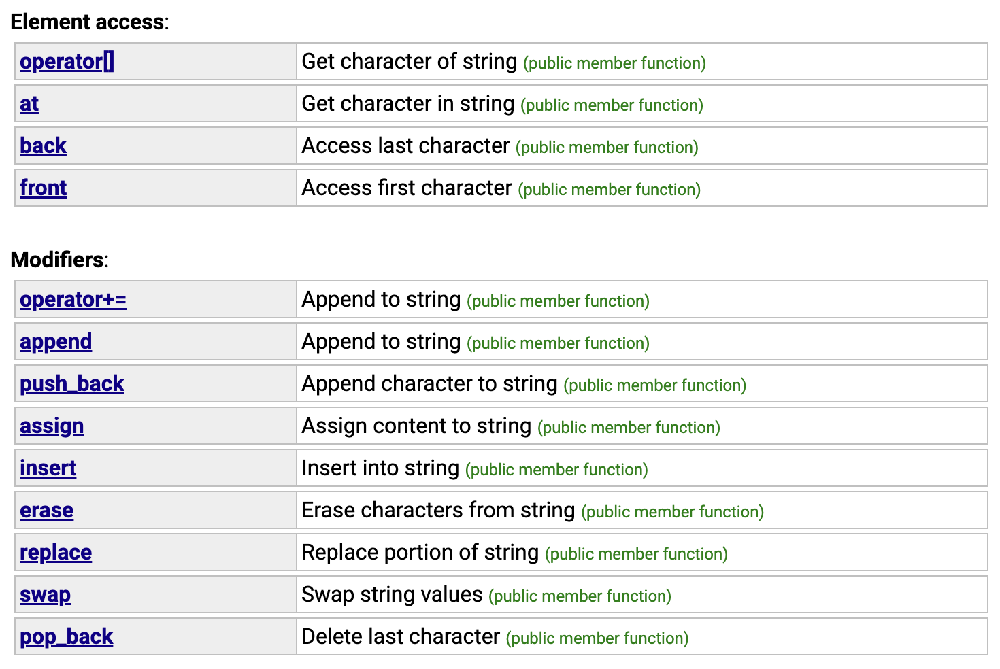 Element access:
operator[] Get character of string (public member function)
at Get character in string (public member function)
back Access last character (public member function)
front Access first character (public member function)
Modifiers:
operator+= Append to string (public member function)
append Append to string (public member function)
push_back Append character to string (public member function)
assign Assign content to string (public member function)
insert Insert into string (public member function)
erase Erase characters from string (public member function)
replace Replace portion of string (public member function)
swap Swap string values (public member function)
pop_back Delete last character (public member function)